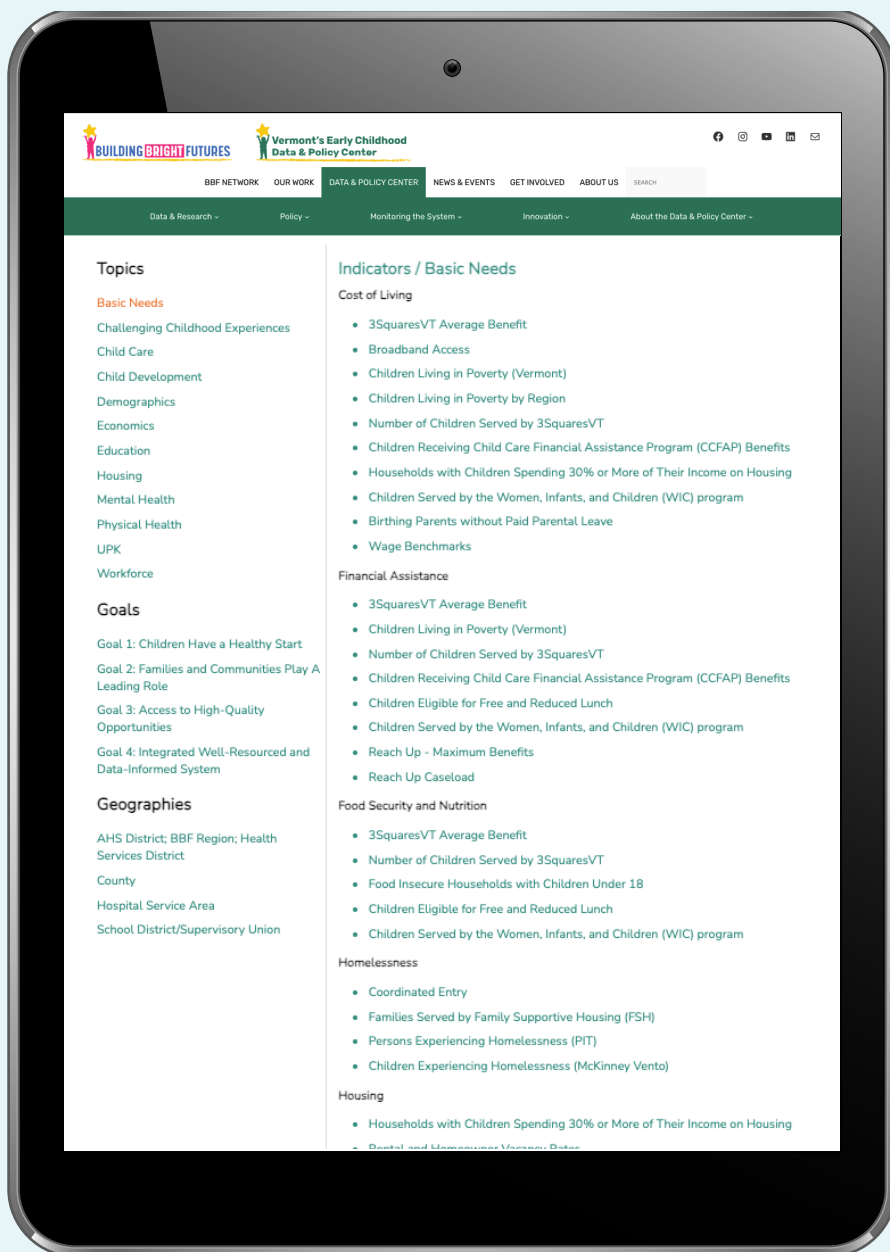 BUILDING BRIGHT FUTURES
Vermont's Early Childhood
Data & Policy Center
BBF NETWORK OUR WORK DATA & POLICY CENTER NEWS & EVENTS GET INVOLVED ABOUT US SEARCH
Data & Research Policy Monitoring the System Innovation About the Data & Policy Center
Topics
Basic Needs
Challenging Childhood Experiences
Child Care
Child Development
Demographics
Economics
Education
Housing
Mental Health
Physical Health
UPK
Workforce
Goals
Goal 1: Children Have a Healthy Start
Goal 2: Families and Communities Play A
Leading Role
Goal 3: Access to High-Quality
Opportunities
Goal 4: Integrated Well-Resourced and
Data-Informed System
Geographies
AHS District; BBF Region; Health
Services District
County
Hospital Service Area
School District/Supervisory Union
Indicators / Basic Needs
Cost of Living
• 3SquaresVT Average Benefit
• Broadband Access
• Children Living in Poverty (Vermont)
• Children Living in Poverty by Region
• Number of Children Served by 3SquaresVT
• Children Receiving Child Care Financial Assistance Program (CCFAP) Benefits
• Households with Children Spending 30% or More of Their Income on Housing
• Children Served by the Women, Infants, and Children (WIC) program
• Birthing Parents without Paid Parental Leave
• Wage Benchmarks
Financial Assistance
• 3SquaresVT Average Benefit
• Children Living in Poverty (Vermont)
• Number of Children Served by 3SquaresVT
• Children Receiving Child Care Financial Assistance Program (CCFAP) Benefits
• Children Eligible for Free and Reduced Lunch
• Children Served by the Women, Infants, and Children (WIC) program
• Reach Up - Maximum Benefits
• Reach Up Caseload
Food Security and Nutrition
• 3SquaresVT Average Benefit
• Number of Children Served by 3SquaresVT
• Food Insecure Households with Children Under 18
• Children Eligible for Free and Reduced Lunch
• Children Served by the Women, Infants, and Children (WIC) program
Homelessness
• Coordinated Entry
• Families Served by Family Supportive Housing (FSH)
• Persons Experiencing Homelessness (PIT)
• Children Experiencing Homelessness (McKinney Vento)
Housing
• Households with Children Spending 30% or More of Their Income on Housing
• Rental and Homeowner Vacancy Rates